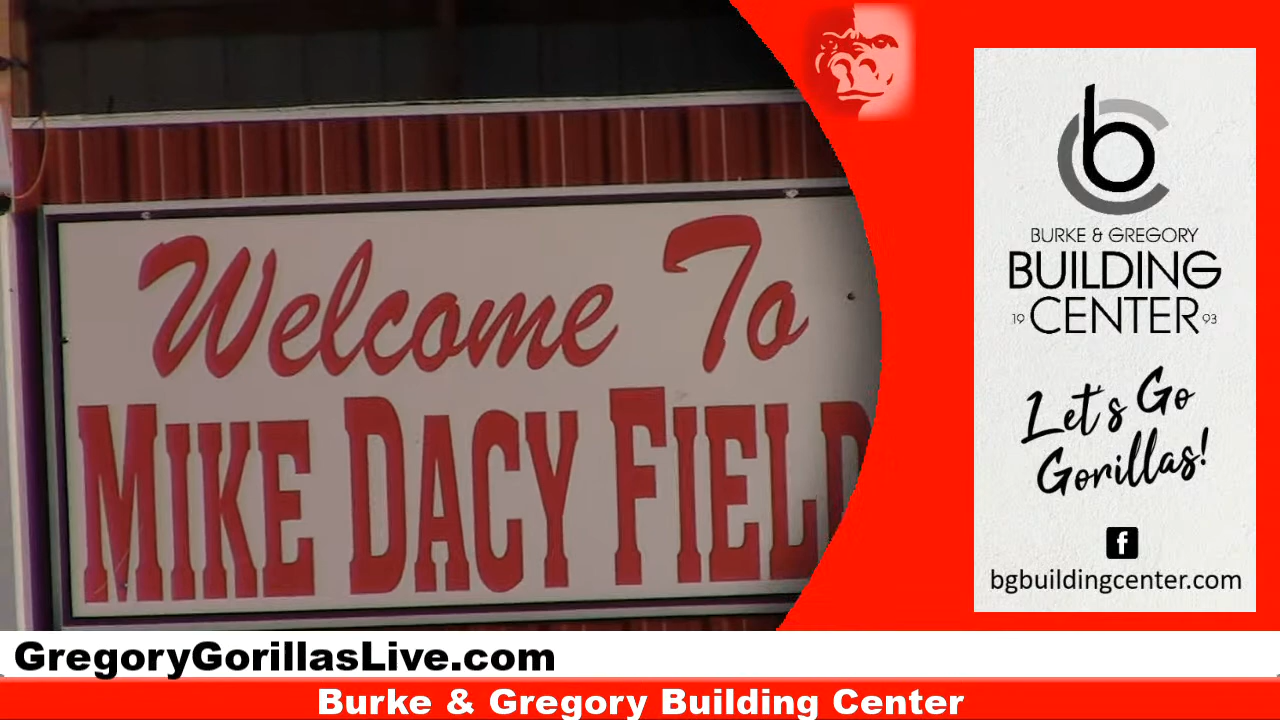 Welcome To
MIKE DACY FIELD
b
BURKE & GREGORY
BUILDING
19 CENTER 93
Let's Go
Gorillas!
f
bgbuildingcenter.com
GregoryGorillasLive.com
Burke & Gregory Building Center